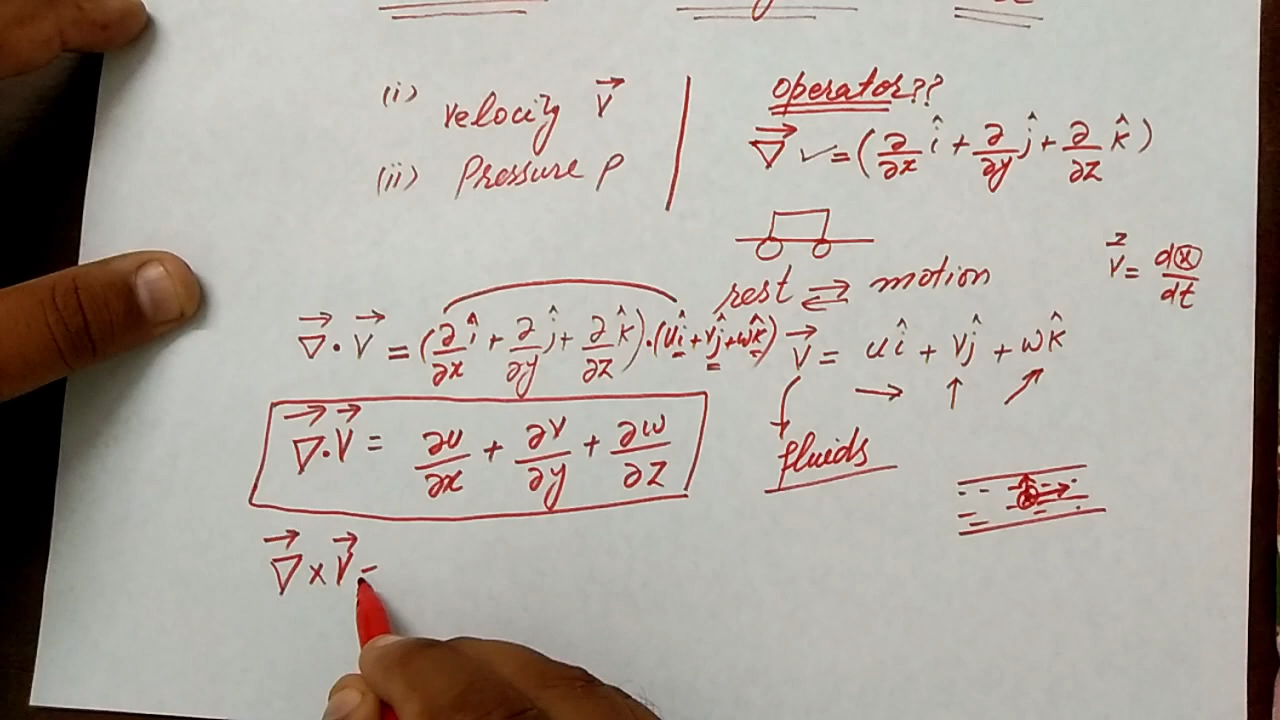 (i) velocity V⃗
(ii) Pressure P
operator??
∇⃗ ✓ = (∂/∂x î + ∂/∂y ĵ + ∂/∂z k̂)
rest ⇌ motion
V⃗ = dx/dt
∇⃗ · V⃗ = (∂/∂x î + ∂/∂y ĵ + ∂/∂z k̂) · (uî + vĵ + wk̂)
V⃗ = uî + vĵ + wk̂
→ ↑ ↗
∇⃗ · V⃗ = ∂u/∂x + ∂v/∂y + ∂w/∂z
fluids
∇⃗ × V⃗ =